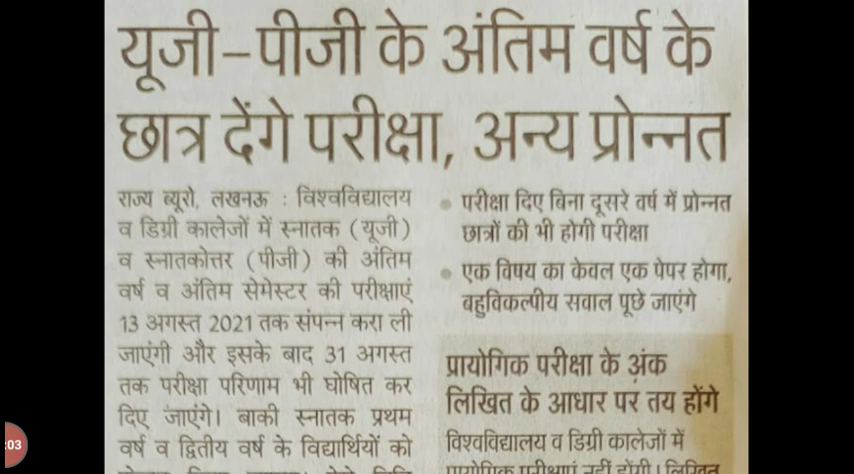 यूजी-पीजी के अंतिम वर्ष के
छात्र देंगे परीक्षा, अन्य प्रोन्नत
राज्य ब्यूरो, लखनऊ : विश्वविद्यालय
व डिग्री कालेजों में स्नातक (यूजी)
व स्नातकोत्तर (पीजी) की अंतिम
वर्ष व अंतिम सेमेस्टर की परीक्षाएं
13 अगस्त 2021 तक संपन्न करा ली
जाएंगी और इसके बाद 31 अगस्त
तक परीक्षा परिणाम भी घोषित कर
दिए जाएंगे। बाकी स्नातक प्रथम
वर्ष व द्वितीय वर्ष के विद्यार्थियों को
• परीक्षा दिए बिना दूसरे वर्ष में प्रोन्नत
छात्रों की भी होगी परीक्षा
• एक विषय का केवल एक पेपर होगा,
बहुविकल्पीय सवाल पूछे जाएंगे
प्रायोगिक परीक्षा के अंक
लिखित के आधार पर तय होंगे
विश्वविद्यालय व डिग्री कालेजों में
प्रायोगिक परीक्षाएं नहीं होंगी। लिखित
:03